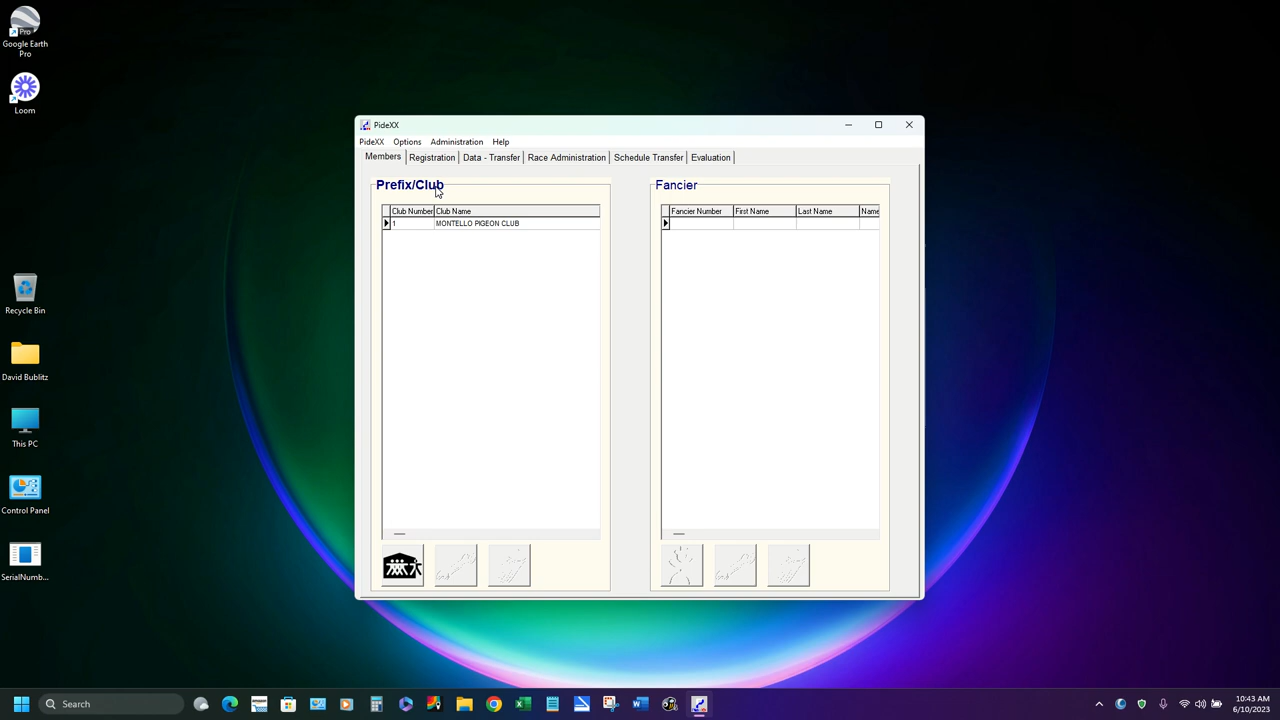 Pro
Google Earth
Pro
Loom
Recycle Bin
David Bublitz
This PC
Control Panel
SerialNumb...
PideXX
PideXX Options Administration Help
Members Registration Data - Transfer Race Administration Schedule Transfer Evaluation
Prefix/Club
Club Number Club Name
1 MONTELLO PIGEON CLUB
Fancier
Fancier Number First Name Last Name Name
Search
10:43 AM
6/10/2023